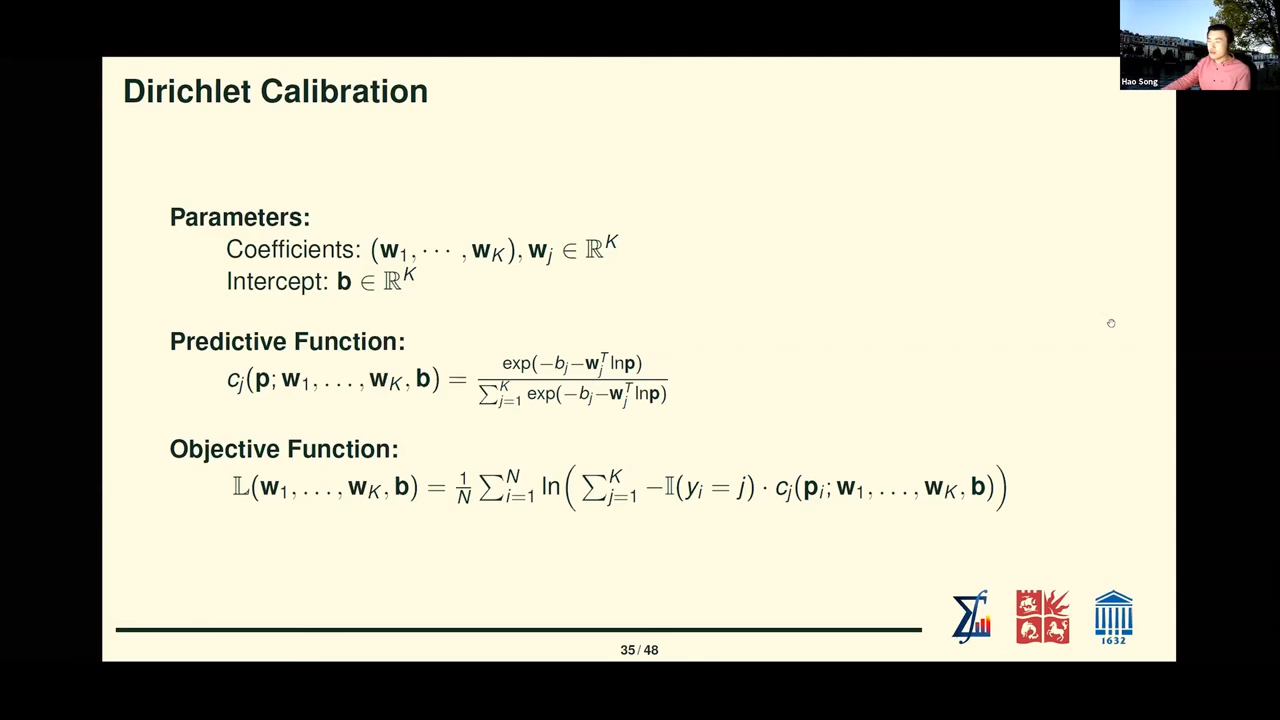 Dirichlet Calibration
Hao Song
Parameters:
Coefficients: (w₁, ⋯ , w_K), w_j ∈ ℝ^K
Intercept: b ∈ ℝ^K
Predictive Function:
c_j(p; w₁, . . . , w_K, b) = exp(−b_j−w_j^T ln p) / ∑_{j=1}^K exp(−b_j−w_j^T ln p)
Objective Function:
𝕃(w₁, . . . , w_K, b) = 1/N ∑_{i=1}^N ln( ∑_{j=1}^K −𝕀(y_i = j) · c_j(p_i; w₁, . . . , w_K, b) )
1632
35 / 48